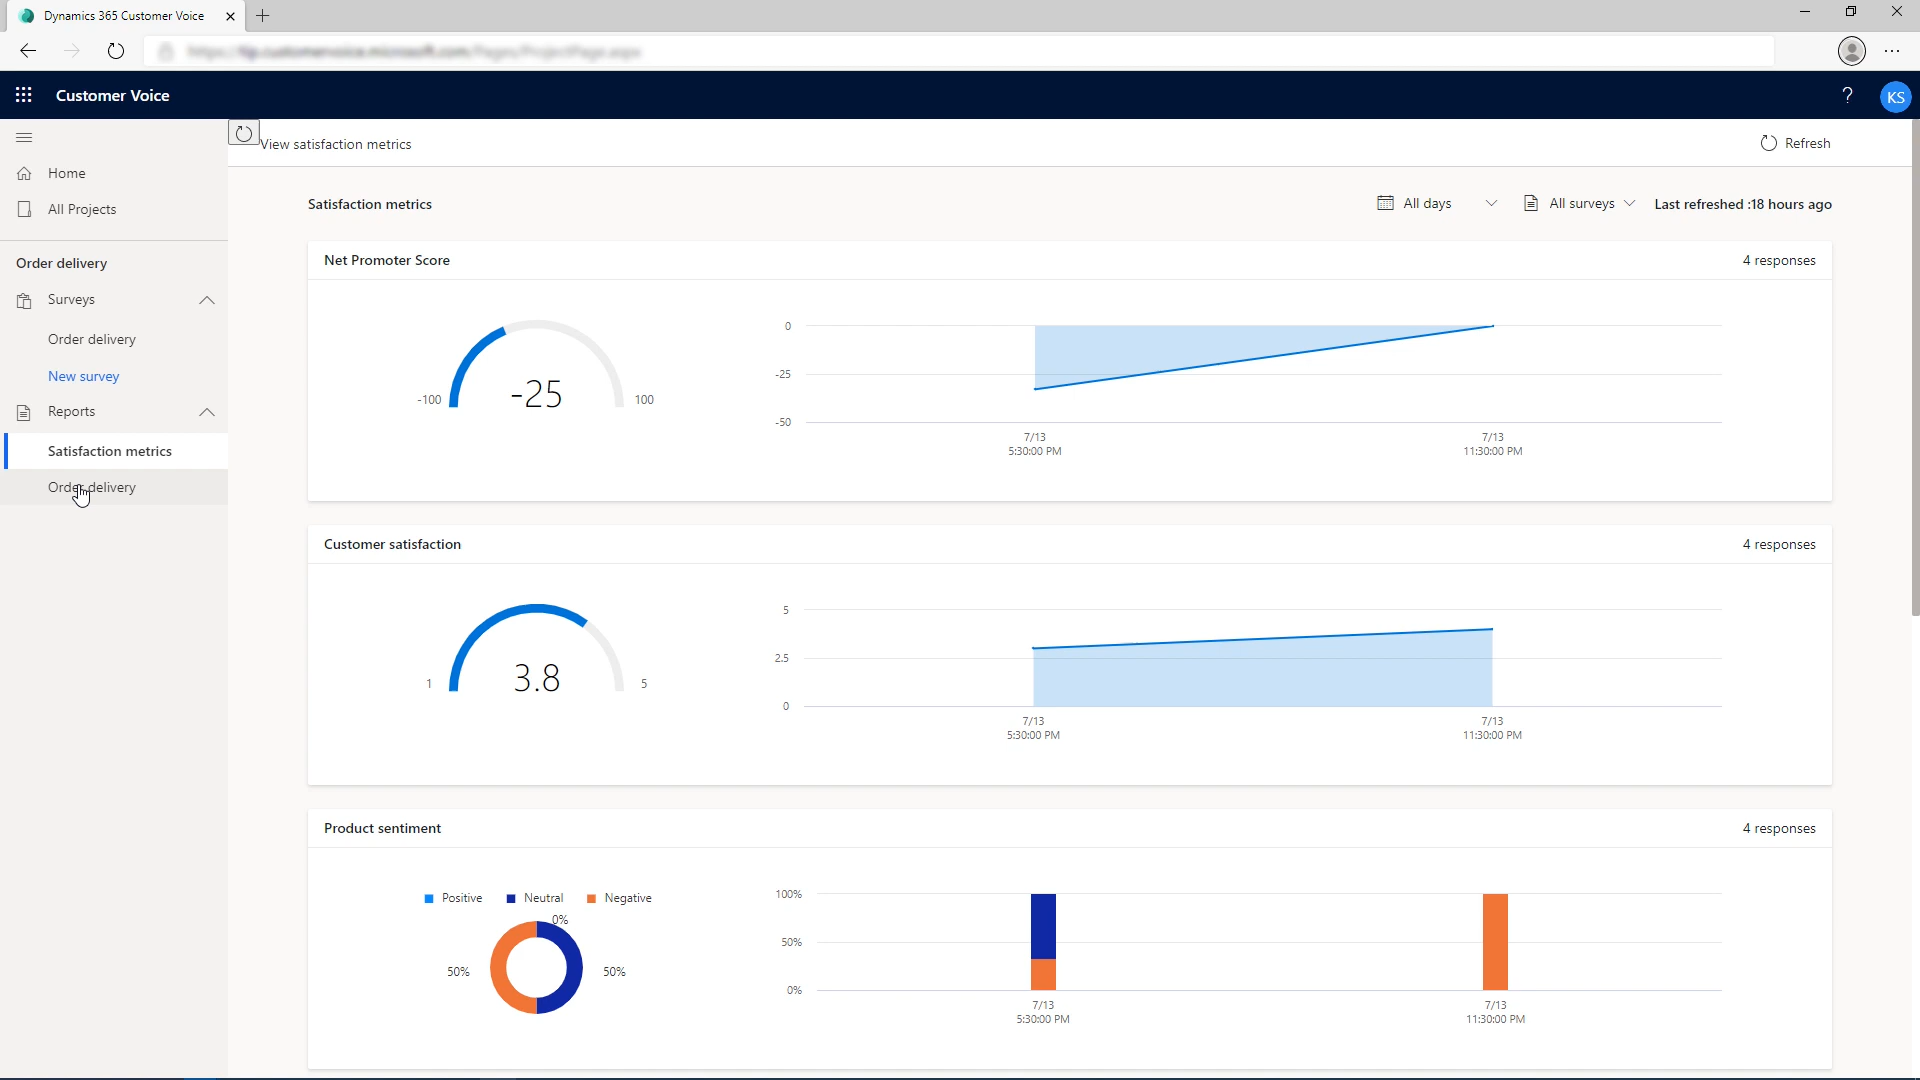 Dynamics 365 Customer Voice
Customer Voice
?
KS
View satisfaction metrics
Refresh
Home
All Projects
Order delivery
Surveys
Order delivery
New survey
Reports
Satisfaction metrics
Order delivery
Satisfaction metrics
All days
All surveys
Last refreshed :18 hours ago
Net Promoter Score
4 responses
-100
-25
100
0
-25
-50
7/13
5:30:00 PM
7/13
11:30:00 PM
Customer satisfaction
4 responses
1
3.8
5
5
2.5
0
7/13
5:30:00 PM
7/13
11:30:00 PM
Product sentiment
4 responses
Positive
Neutral
Negative
0%
50%
50%
100%
50%
0%
7/13
5:30:00 PM
7/13
11:30:00 PM